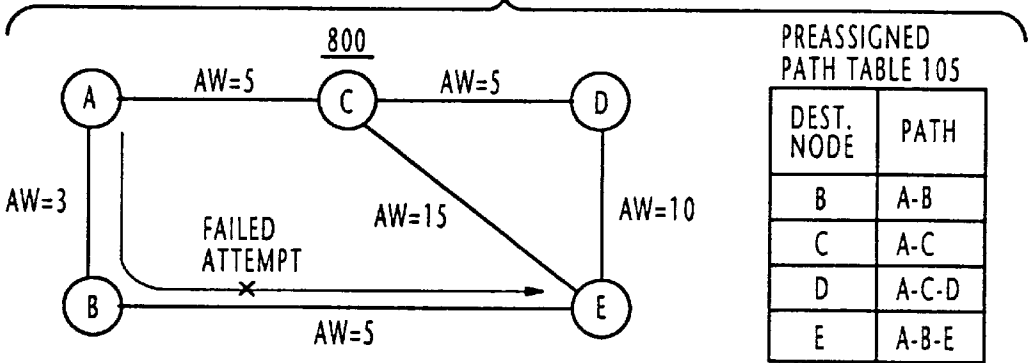 800
A
AW=5
C
AW=5
D
AW=3
FAILED
ATTEMPT
AW=15
AW=10
B
AW=5
E
PREASSIGNED
PATH TABLE 105
DEST. NODE PATH
B A-B
C A-C
D A-C-D
E A-B-E